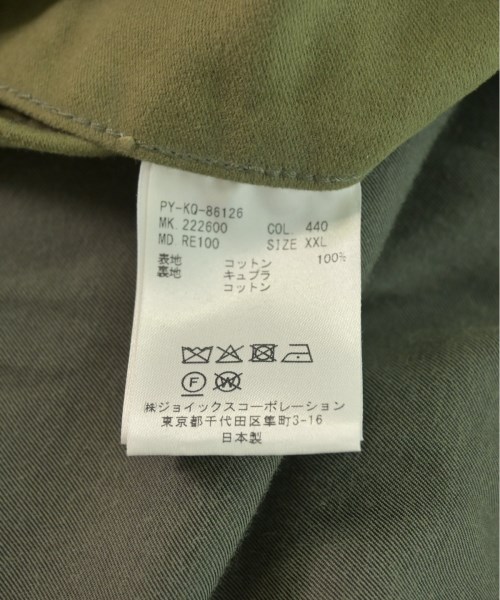 PY-KQ-86126
MK. 222600 COL. 440
MD. RE100 SIZE XXL
表地 コットン 100%
裏地 キュプラ
コットン
F W
㈱ジョイックスコーポレーション
東京都千代田区隼町3-16
日本製